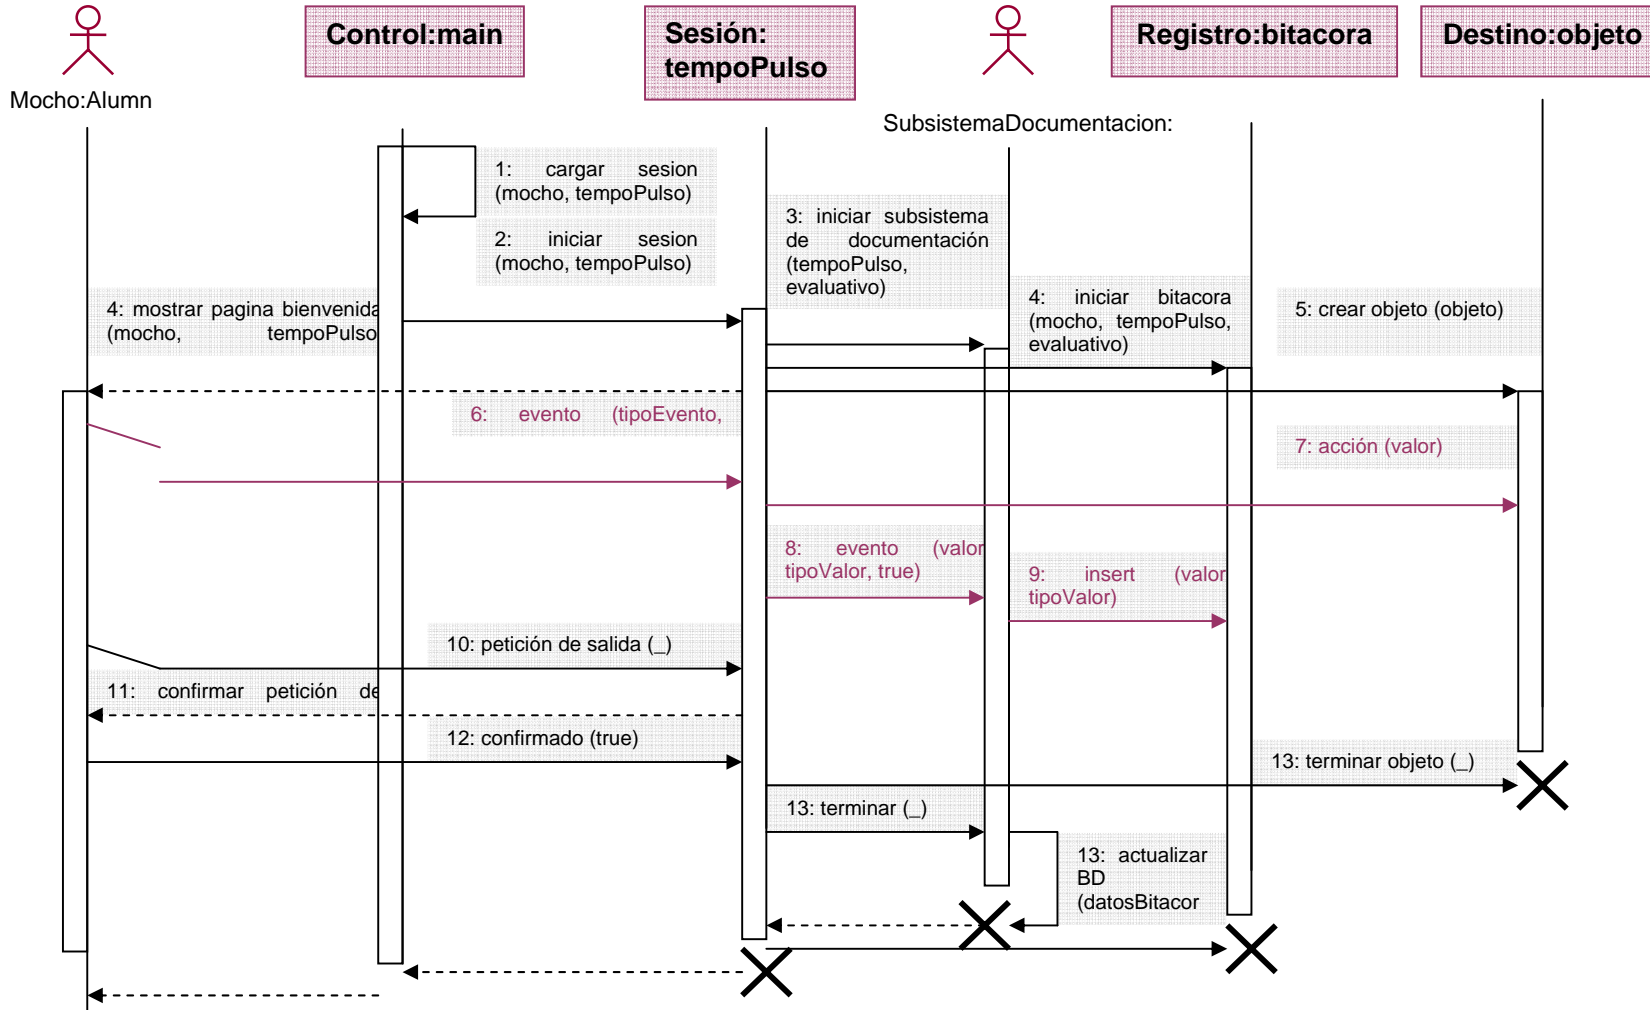 Control:main
Sesión:
tempoPulso
Registro:bitacora
Destino:objeto
Mocho:Alumn
SubsistemaDocumentacion:
1: cargar sesion
(mocho, tempoPulso)
2: iniciar sesion
(mocho, tempoPulso)
3: iniciar subsistema
de documentación
(tempoPulso,
evaluativo)
4: mostrar pagina bienvenida
(mocho, tempoPulso
4: iniciar bitacora
(mocho, tempoPulso,
evaluativo)
5: crear objeto (objeto)
6: evento (tipoEvento,
7: acción (valor)
8: evento (valor
tipoValor, true)
9: insert (valor
tipoValor)
10: petición de salida (_)
11: confirmar petición de
12: confirmado (true)
13: terminar objeto (_)
13: terminar (_)
13: actualizar
BD
(datosBitacor